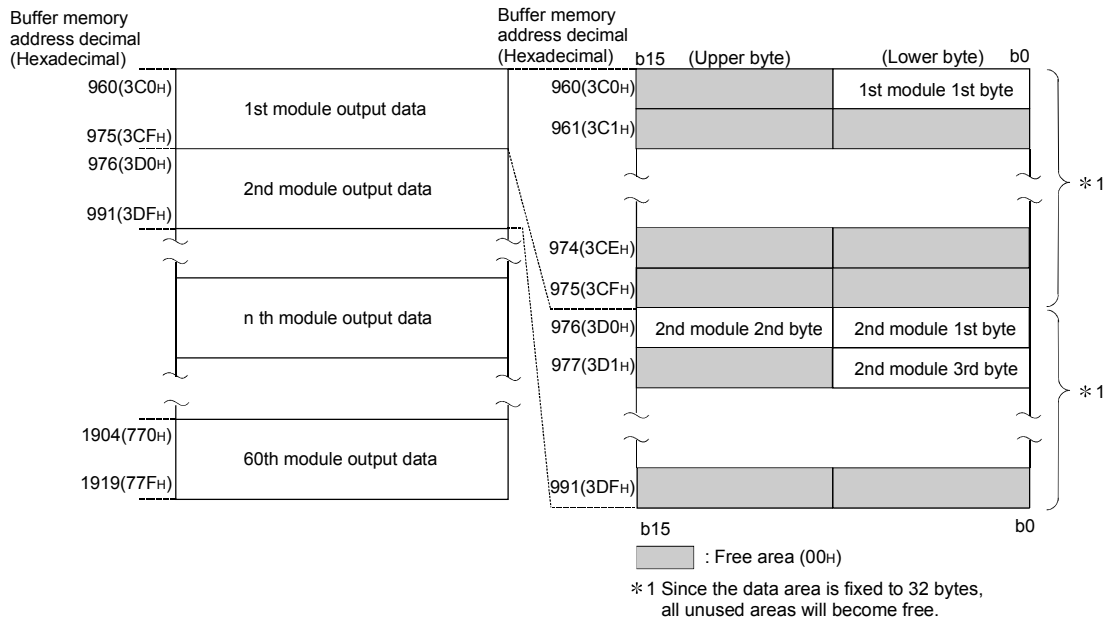 Buffer memory
address decimal
(Hexadecimal)
960(3C0H)
1st module output data
975(3CFH)
976(3D0H)
2nd module output data
991(3DFH)
n th module output data
1904(770H)
60th module output data
1919(77FH)
Buffer memory
address decimal
(Hexadecimal)
b15 (Upper byte) (Lower byte) b0
960(3C0H) 1st module 1st byte
961(3C1H)
*1
974(3CEH)
975(3CFH)
976(3D0H) 2nd module 2nd byte 2nd module 1st byte
977(3D1H) 2nd module 3rd byte
*1
991(3DFH)
b15 b0
: Free area (00H)
*1 Since the data area is fixed to 32 bytes,
all unused areas will become free.